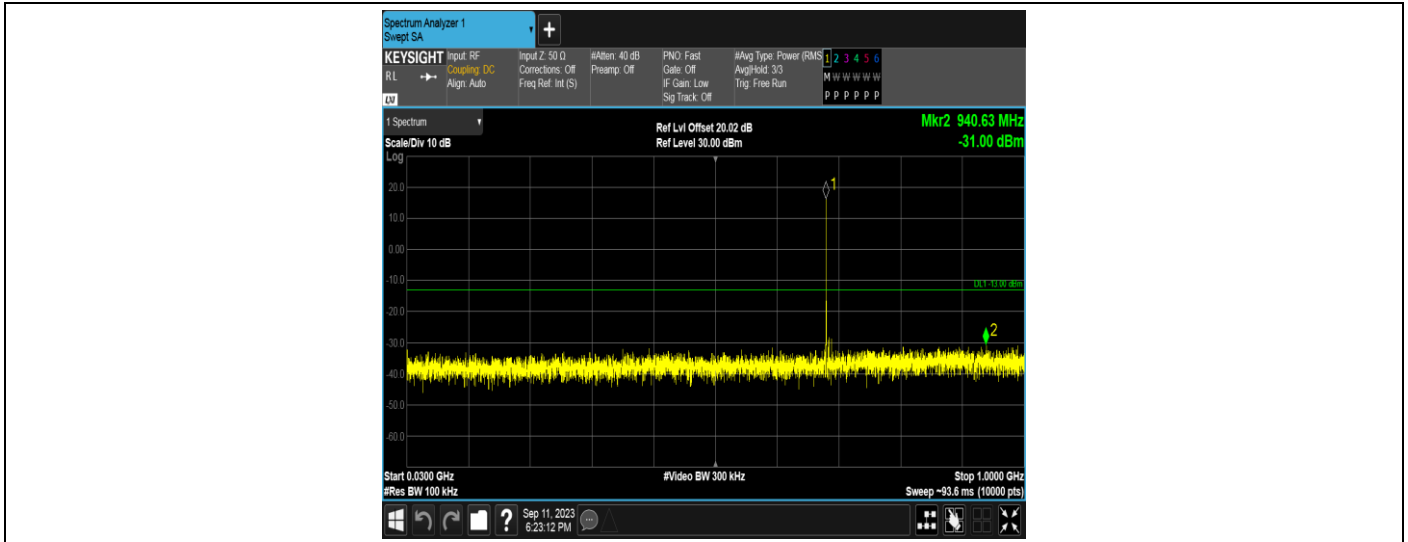 Spectrum Analyzer 1
Swept SA
+
KEYSIGHT
RL
LXI
Input: RF
Coupling: DC
Align: Auto
Input Z: 50 Ω
Corrections: Off
Freq Ref: Int (S)
#Atten: 40 dB
Preamp: Off
PNO: Fast
Gate: Off
IF Gain: Low
Sig Track: Off
#Avg Type: Power (RMS
Avg|Hold: 3/3
Trig: Free Run
1 2 3 4 5 6
M W W W W W
P P P P P P
1 Spectrum
Scale/Div 10 dB
Log
Ref Lvl Offset 20.02 dB
Ref Level 30.00 dBm
Mkr2 940.63 MHz
-31.00 dBm
1
20.0
10.0
0.00
-10.0
DL1 -13.00 dBm
-20.0
2
-30.0
-40.0
-50.0
-60.0
Start 0.0300 GHz
#Res BW 100 kHz
#Video BW 300 kHz
Stop 1.0000 GHz
Sweep ~93.6 ms (10000 pts)
?
Sep 11, 2023
6:23:12 PM